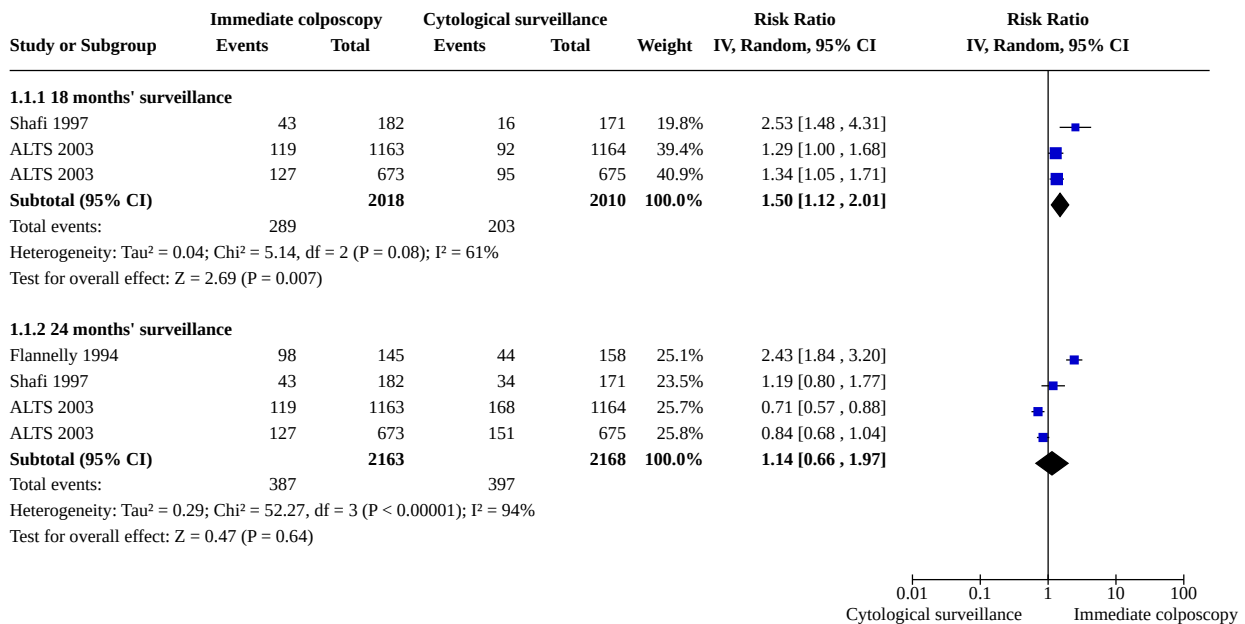 Immediate colposcopy Cytological surveillance Risk Ratio Risk Ratio
Study or Subgroup Events Total Events Total Weight IV, Random, 95% CI IV, Random, 95% CI
1.1.1 18 months' surveillance
Shafi 1997 43 182 16 171 19.8% 2.53 [1.48 , 4.31]
ALTS 2003 119 1163 92 1164 39.4% 1.29 [1.00 , 1.68]
ALTS 2003 127 673 95 675 40.9% 1.34 [1.05 , 1.71]
Subtotal (95% CI) 2018 2010 100.0% 1.50 [1.12 , 2.01]
Total events: 289 203
Heterogeneity: Tau² = 0.04; Chi² = 5.14, df = 2 (P = 0.08); I² = 61%
Test for overall effect: Z = 2.69 (P = 0.007)
1.1.2 24 months' surveillance
Flannelly 1994 98 145 44 158 25.1% 2.43 [1.84 , 3.20]
Shafi 1997 43 182 34 171 23.5% 1.19 [0.80 , 1.77]
ALTS 2003 119 1163 168 1164 25.7% 0.71 [0.57 , 0.88]
ALTS 2003 127 673 151 675 25.8% 0.84 [0.68 , 1.04]
Subtotal (95% CI) 2163 2168 100.0% 1.14 [0.66 , 1.97]
Total events: 387 397
Heterogeneity: Tau² = 0.29; Chi² = 52.27, df = 3 (P < 0.00001); I² = 94%
Test for overall effect: Z = 0.47 (P = 0.64)
0.01 0.1 1 10 100
Cytological surveillance Immediate colposcopy